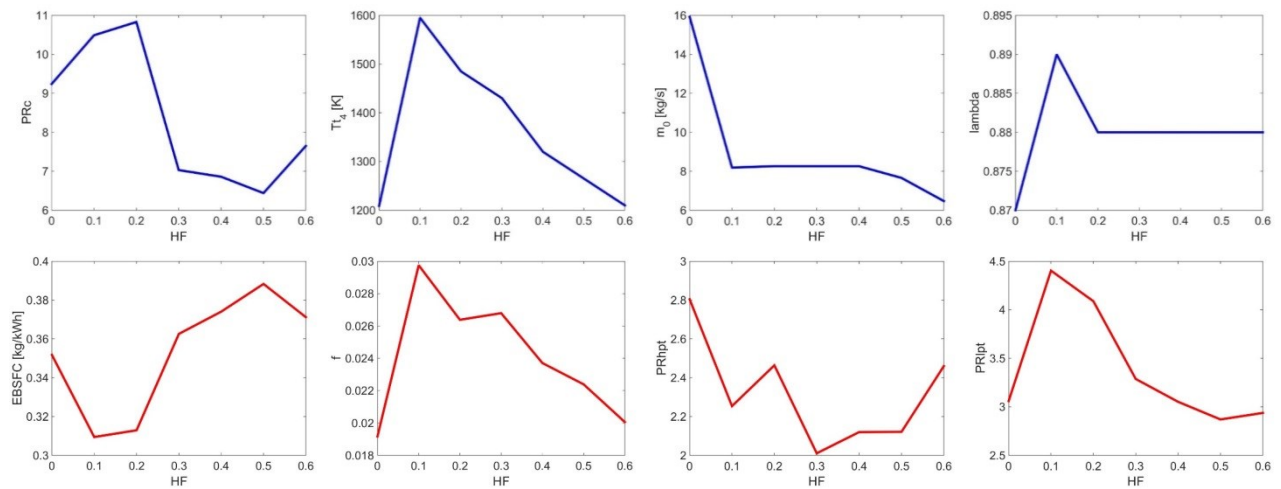 PRc
11
10
9
8
7
6
0 0.1 0.2 0.3 0.4 0.5 0.6
HF
Tt4 [K]
1600
1500
1400
1300
1200
0 0.1 0.2 0.3 0.4 0.5 0.6
HF
m0 [kg/s]
16
14
12
10
8
6
0 0.1 0.2 0.3 0.4 0.5 0.6
HF
lambda
0.895
0.89
0.885
0.88
0.875
0.87
0 0.1 0.2 0.3 0.4 0.5 0.6
HF
EBSFC [kg/kWh]
0.4
0.38
0.36
0.34
0.32
0.3
0 0.1 0.2 0.3 0.4 0.5 0.6
HF
f
0.03
0.028
0.026
0.024
0.022
0.02
0.018
0 0.1 0.2 0.3 0.4 0.5 0.6
HF
PRhpt
3
2.8
2.6
2.4
2.2
2
0 0.1 0.2 0.3 0.4 0.5 0.6
HF
PRlpt
4.5
4
3.5
3
2.5
0 0.1 0.2 0.3 0.4 0.5 0.6
HF